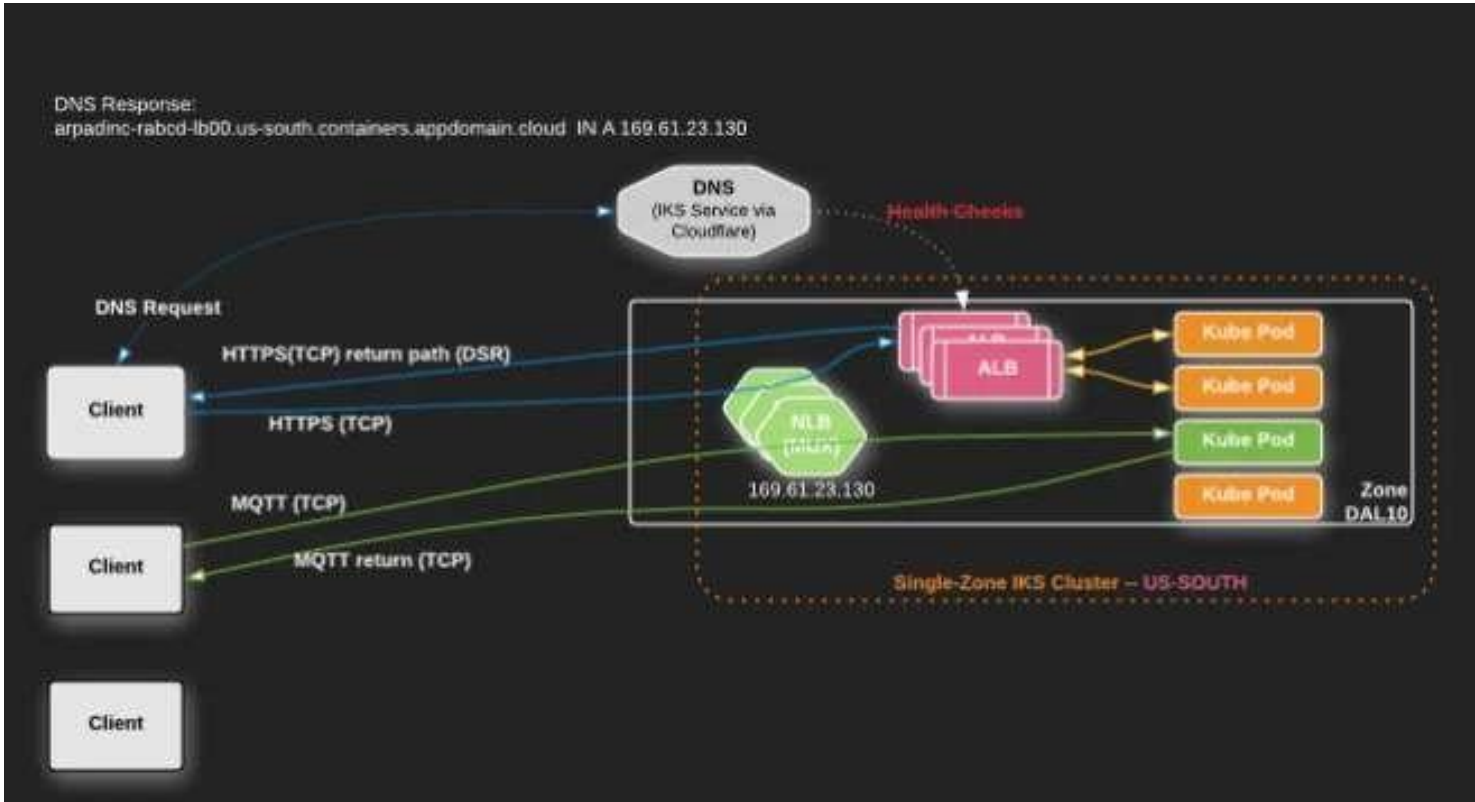 DNS Response:
arpadinc-rabcd-lb00.us-south.containers.appdomain.cloud IN A 169.61.23.130
DNS
(IKS Service via
Cloudflare)
Health Checks
DNS Request
HTTPS(TCP) return path (DSR)
Client
HTTPS (TCP)
ALB
ALB
Kube Pod
Kube Pod
NLB
(MUX)
Kube Pod
169.61.23.130
Kube Pod
Zone
DAL10
MQTT (TCP)
Client
MQTT return (TCP)
Single-Zone IKS Cluster – US-SOUTH
Client